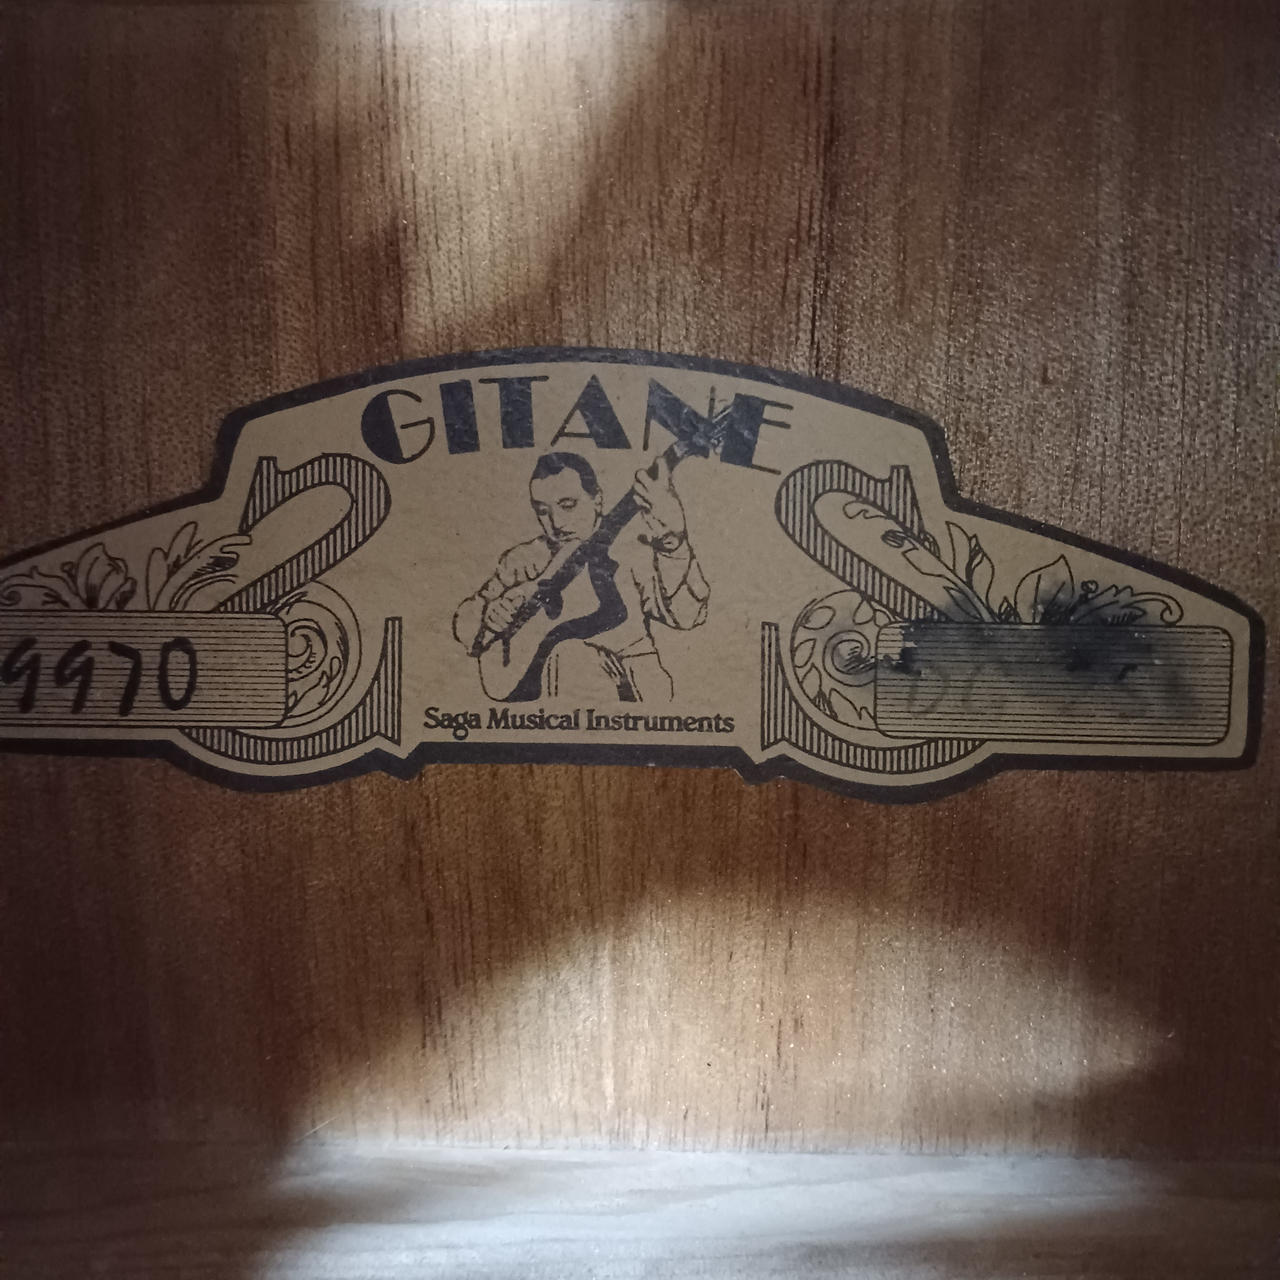 GITANE
9970
Saga Musical Instruments